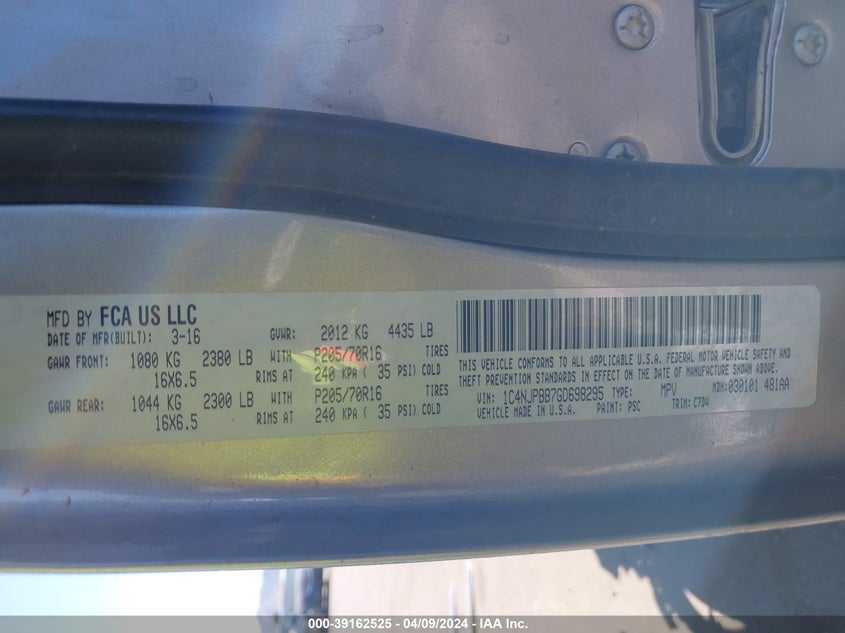 MFD BY FCA US LLC
DATE OF MFR(BUILT): 3-16 GVWR: 2012 KG 4435 LB
GAWR FRONT: 1080 KG 2380 LB WITH P205/70R16 TIRES
16X6.5 RIMS AT 240 KPA ( 35 PSI) COLD
GAWR REAR: 1044 KG 2300 LB WITH P205/70R16 TIRES
16X6.5 RIMS AT 240 KPA ( 35 PSI) COLD
THIS VEHICLE CONFORMS TO ALL APPLICABLE U.S.A. FEDERAL MOTOR VEHICLE SAFETY AND
THEFT PREVENTION STANDARDS IN EFFECT ON THE DATE OF MANUFACTURE SHOWN ABOVE.
VIN: 1C4NJPBB7GD698295 TYPE: MPV MDH: 030101 481AA
VEHICLE MADE IN U.S.A. PAINT: PSC TRIM: C7DV
000-39162525 - 04/09/2024 - IAA Inc.